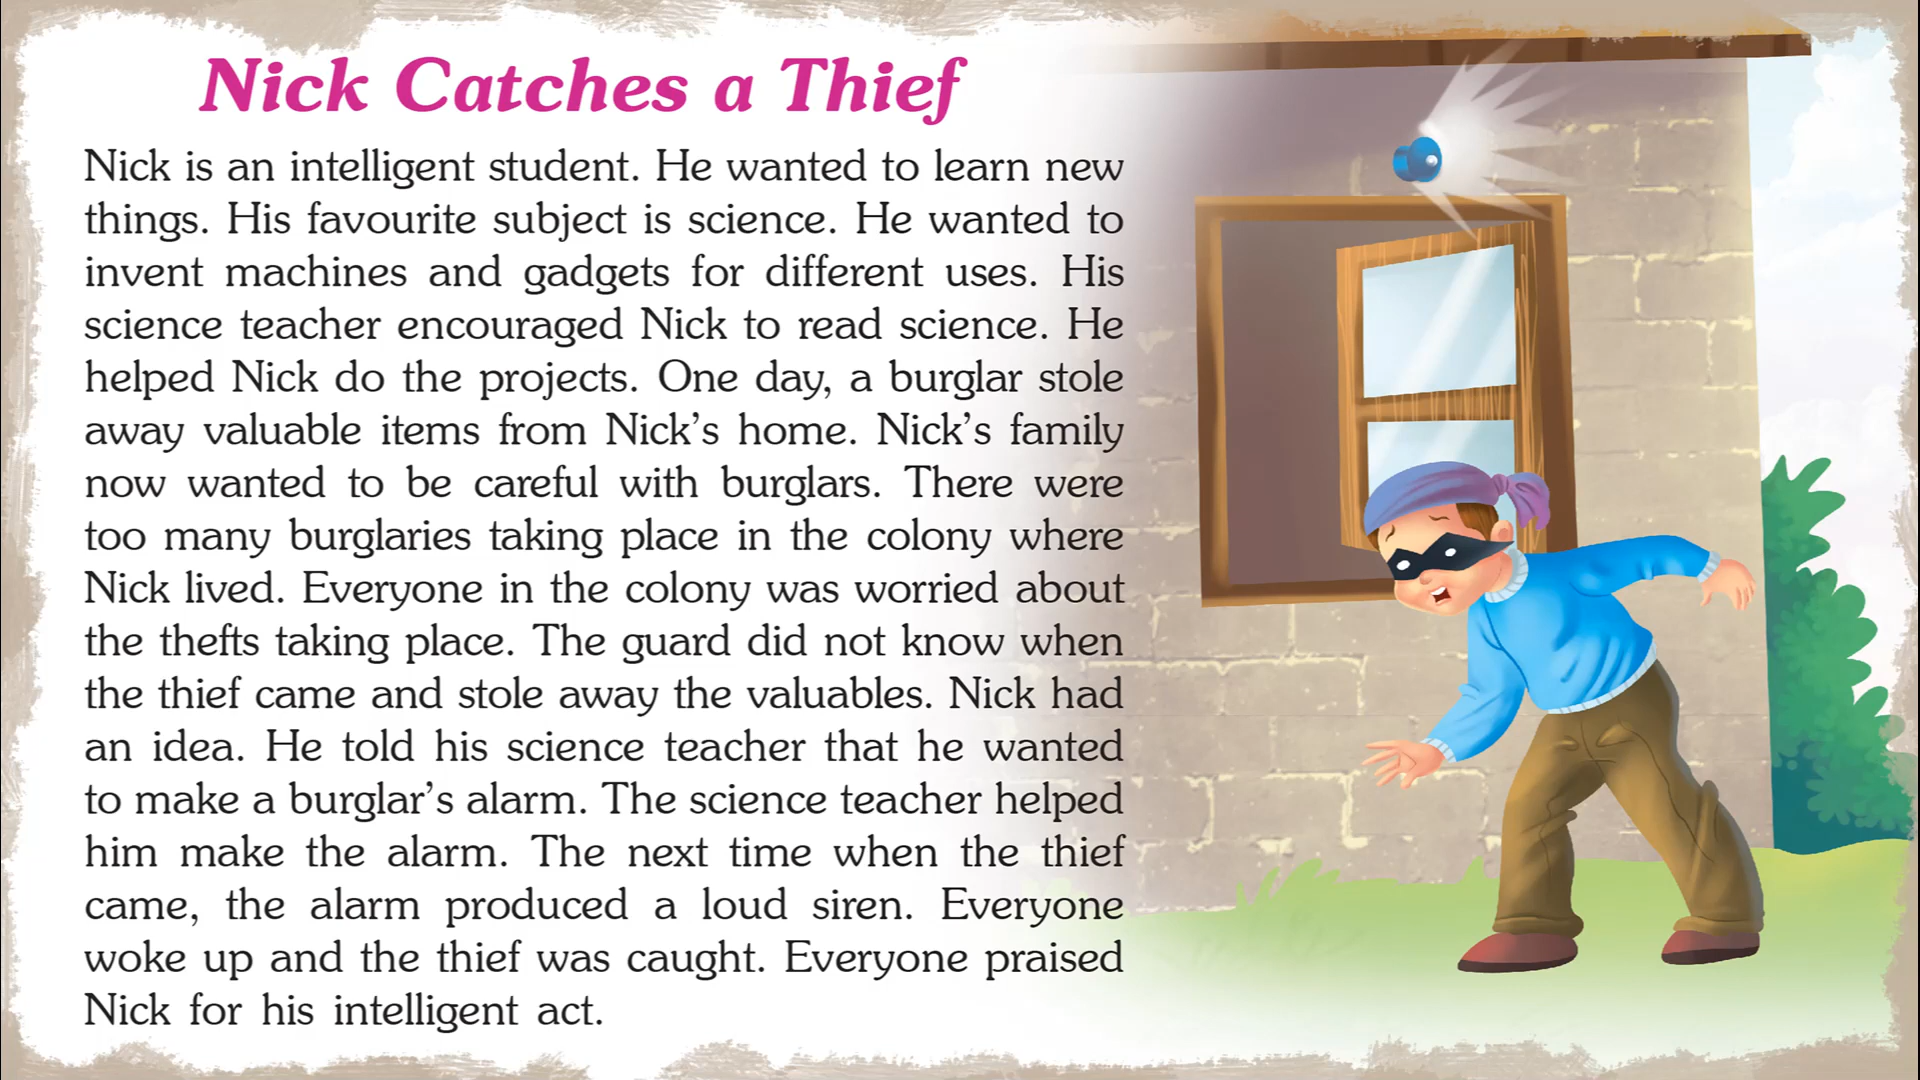 Nick Catches a Thief
Nick is an intelligent student. He wanted to learn new
things. His favourite subject is science. He wanted to
invent machines and gadgets for different uses. His
science teacher encouraged Nick to read science. He
helped Nick do the projects. One day, a burglar stole
away valuable items from Nick’s home. Nick’s family
now wanted to be careful with burglars. There were
too many burglaries taking place in the colony where
Nick lived. Everyone in the colony was worried about
the thefts taking place. The guard did not know when
the thief came and stole away the valuables. Nick had
an idea. He told his science teacher that he wanted
to make a burglar’s alarm. The science teacher helped
him make the alarm. The next time when the thief
came, the alarm produced a loud siren. Everyone
woke up and the thief was caught. Everyone praised
Nick for his intelligent act.